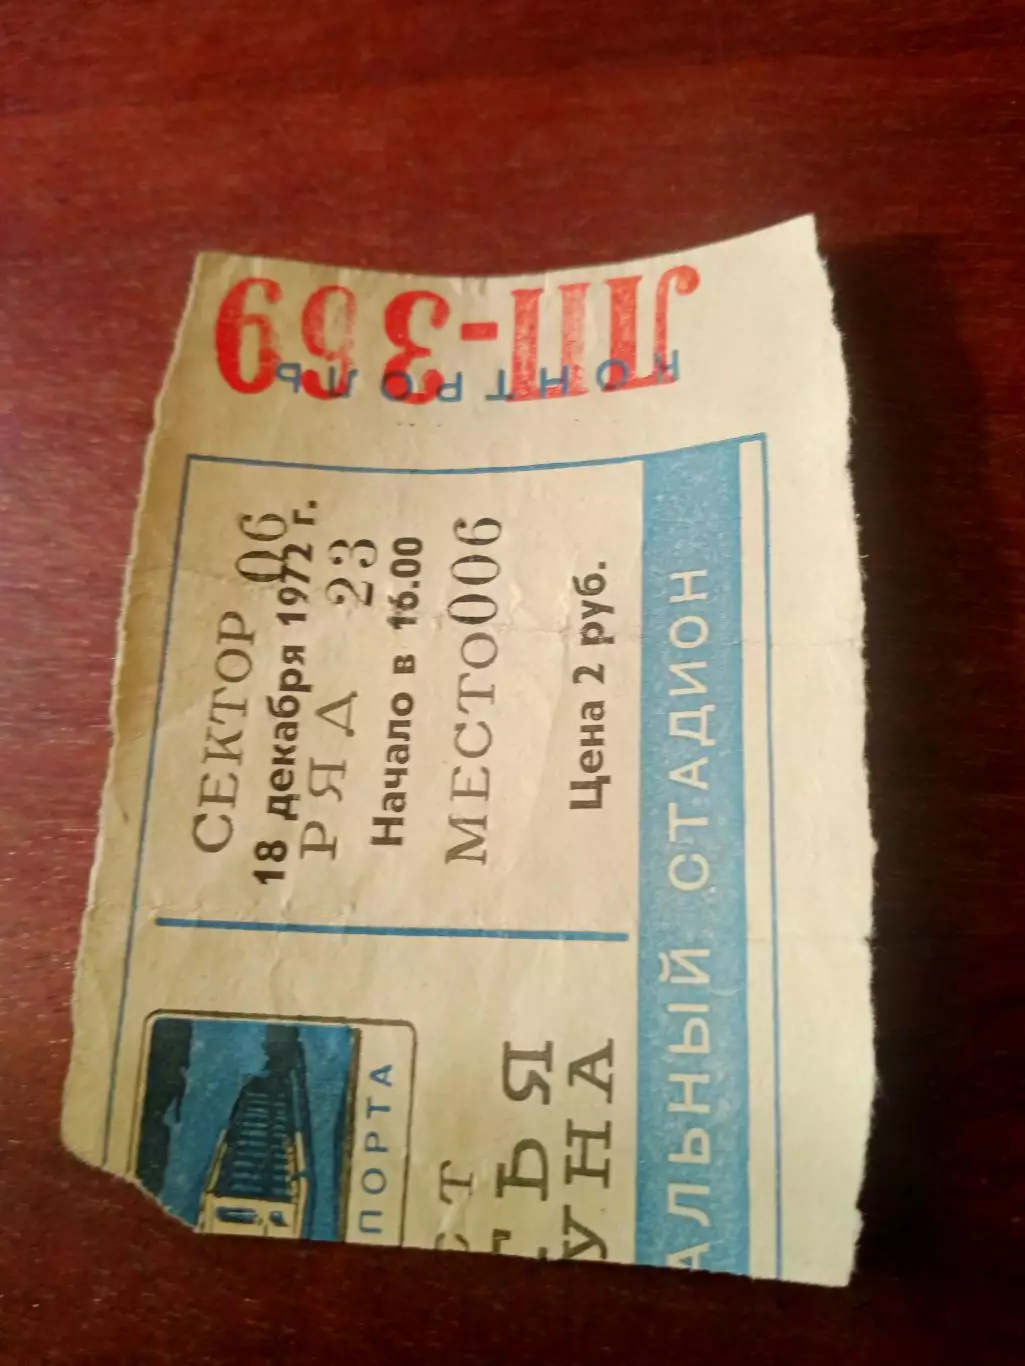 ЛП-369
КОНТРОЛЬ
СЕКТОР 06
18 декабря 1972 г.
РЯД 23
Начало в 16.00
МЕСТО 006
Цена 2 руб.
ПОРТА
СТ
ТЬЯ
УНА
АЛЬНЫЙ СТАДИОН